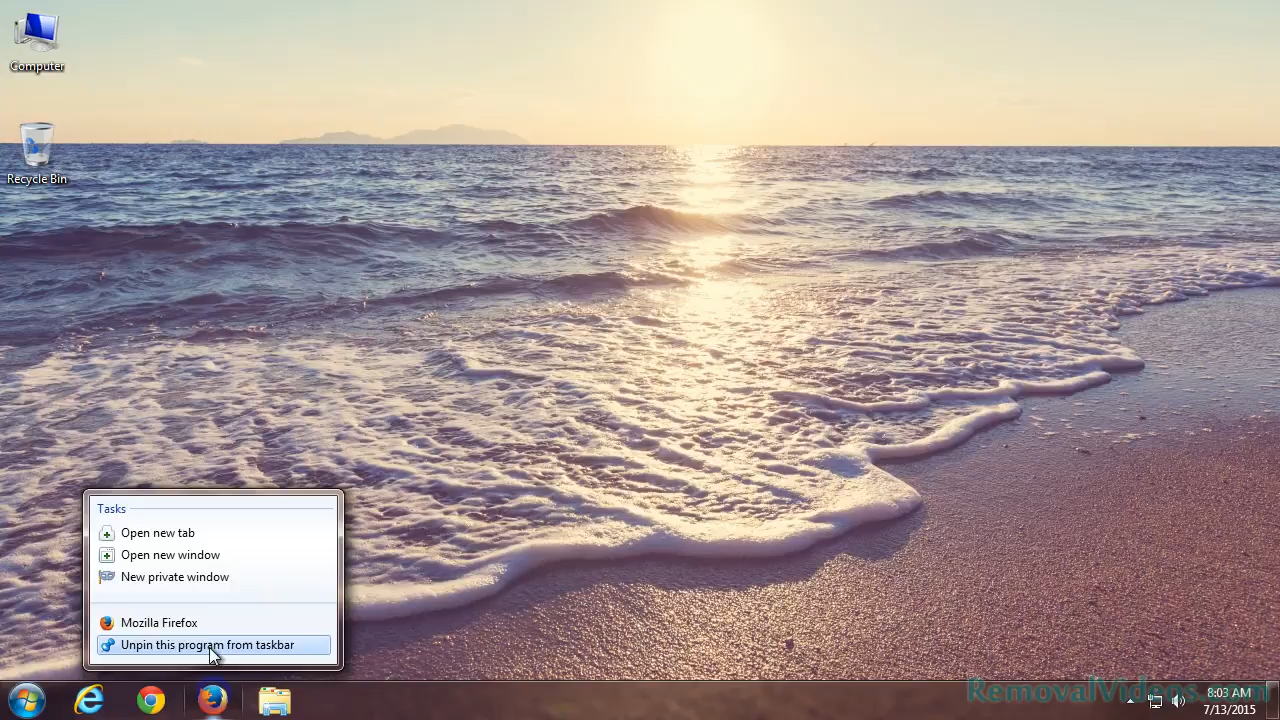 Computer
Recycle Bin
Tasks
Open new tab
Open new window
New private window
Mozilla Firefox
Unpin this program from taskbar
RemovalVideos.com
8:03 AM
7/13/2015